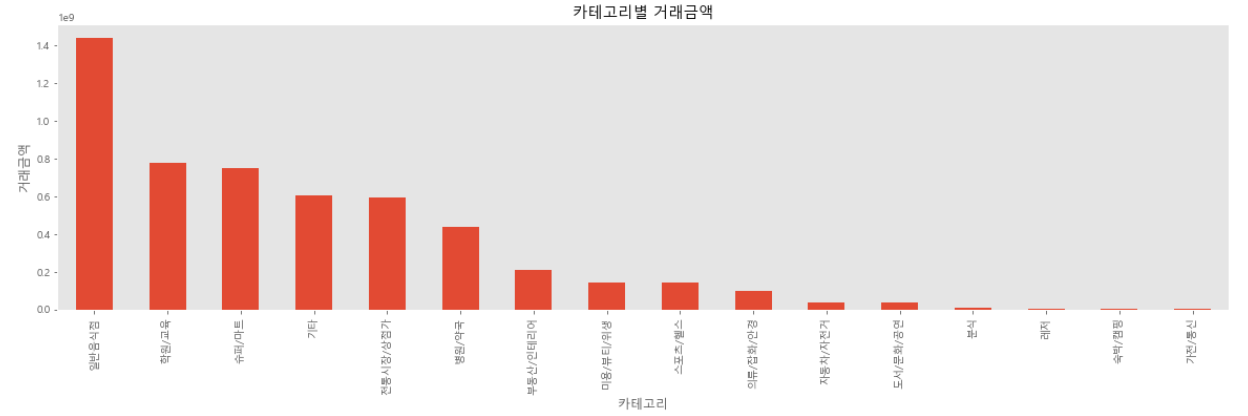 카테고리별 거래금액
1e9
1.4
1.2
1.0
0.8
0.6
0.4
0.2
0.0
거래금액
일반음식점
학원/교육
슈퍼/마트
기타
전통시장/상점가
병원/약국
부동산/인테리어
미용/뷰티/위생
스포츠/헬스
의류/잡화/안경
자동차/자전거
도서/문화/공연
분식
레저
숙박/캠핑
가전/통신
카테고리